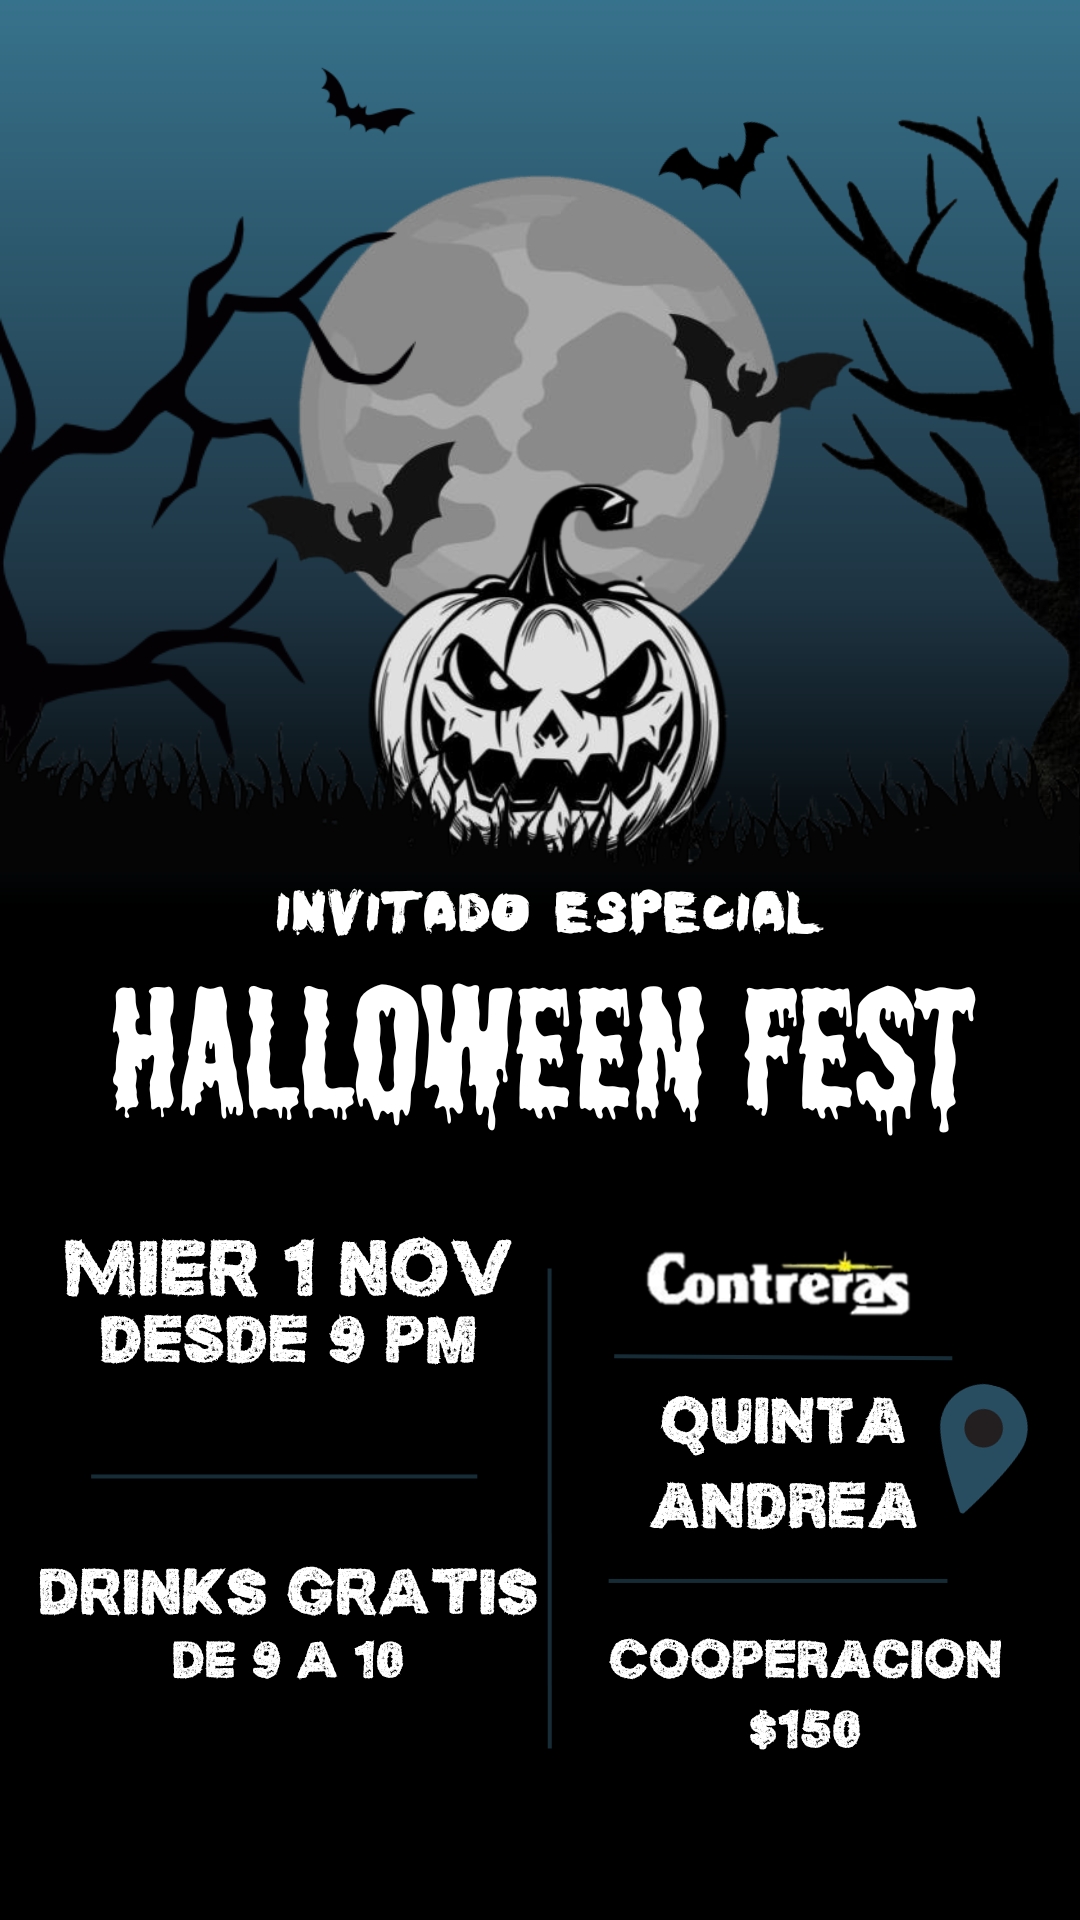 INVITADO ESPECIAL
HALLOWEEN FEST
MIER 1 NOV
DESDE 9 PM
DRINKS GRATIS
DE 9 A 10
Contreras
QUINTA
ANDREA
COOPERACION
$150